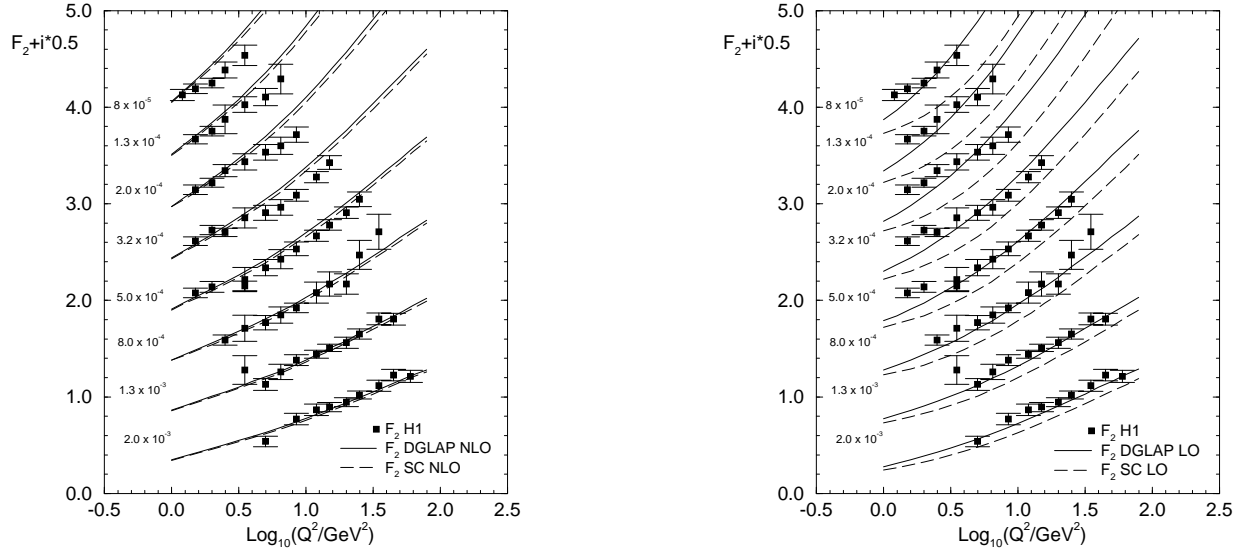 5.0
F₂+i*0.5
4.0
3.0
2.0
1.0
0.0
8 x 10⁻⁵
1.3 x 10⁻⁴
2.0 x 10⁻⁴
3.2 x 10⁻⁴
5.0 x 10⁻⁴
8.0 x 10⁻⁴
1.3 x 10⁻³
2.0 x 10⁻³
F₂ H1
F₂ DGLAP NLO
F₂ SC NLO
-0.5 0.0 0.5 1.0 1.5 2.0 2.5
Log₁₀(Q²/GeV²)
5.0
F₂+i*0.5
4.0
3.0
2.0
1.0
0.0
8 x 10⁻⁵
1.3 x 10⁻⁴
2.0 x 10⁻⁴
3.2 x 10⁻⁴
5.0 x 10⁻⁴
8.0 x 10⁻⁴
1.3 x 10⁻³
2.0 x 10⁻³
F₂ H1
F₂ DGLAP LO
F₂ SC LO
-0.5 0.0 0.5 1.0 1.5 2.0 2.5
Log₁₀(Q²/GeV²)